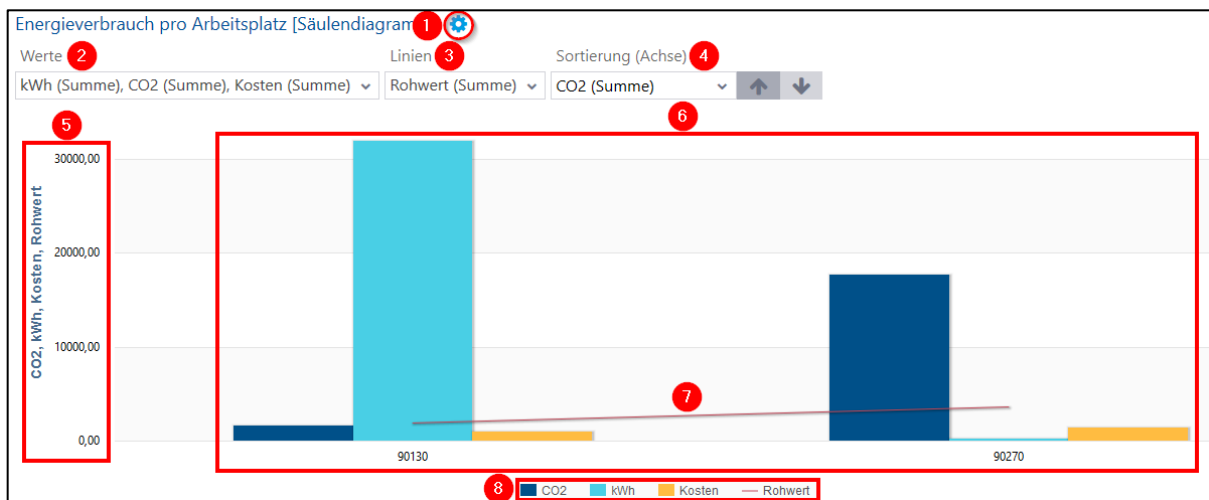 Energieverbrauch pro Arbeitsplatz [Säulendiagram 1
Werte 2 Linien 3 Sortierung (Achse) 4
kWh (Summe), CO2 (Summe), Kosten (Summe) Rohwert (Summe) CO2 (Summe)
5 6
CO2, kWh, Kosten, Rohwert
30000,00
20000,00
10000,00
7
0,00
90130 90270
8 CO2 kWh Kosten Rohwert